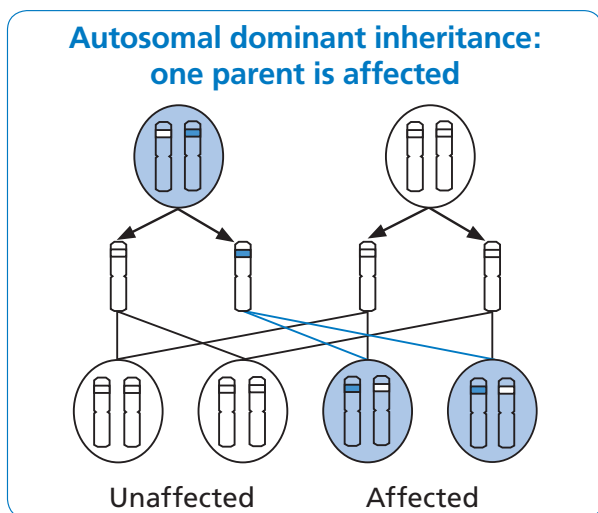 Autosomal dominant inheritance:
one parent is affected
Unaffected
Affected